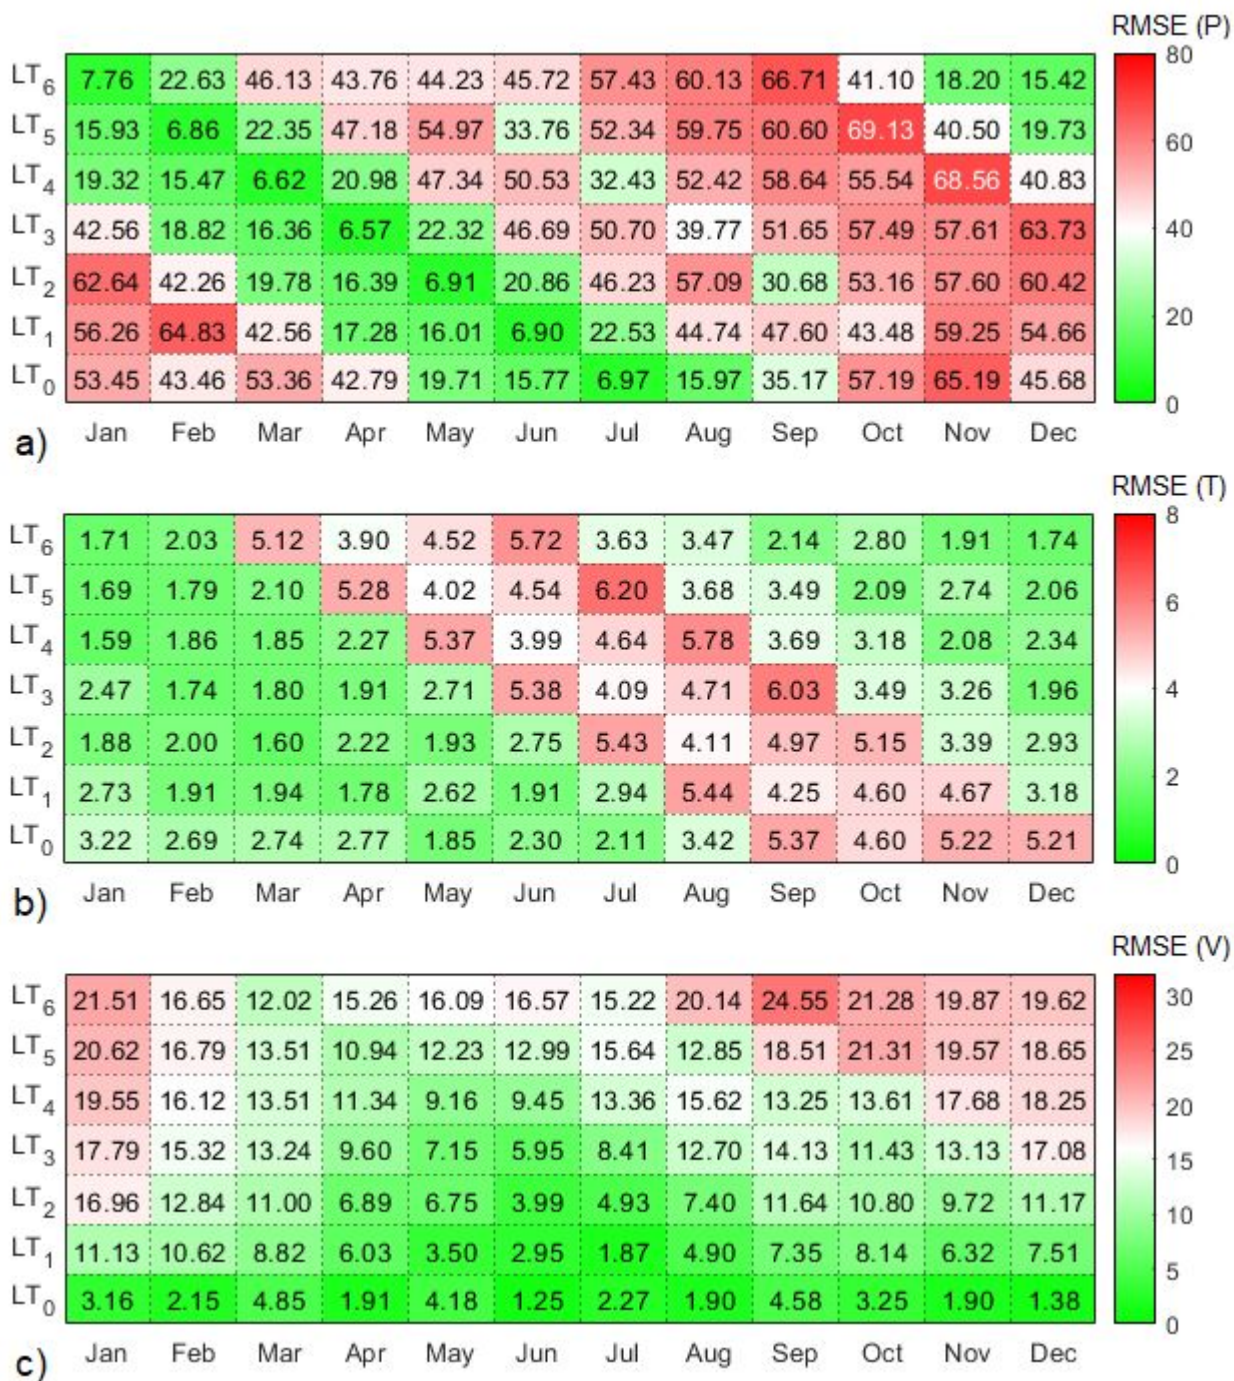 RMSE (P)
LT6 7.76 22.63 46.13 43.76 44.23 45.72 57.43 60.13 66.71 41.10 18.20 15.42 80
LT5 15.93 6.86 22.35 47.18 54.97 33.76 52.34 59.75 60.60 69.13 40.50 19.73 60
LT4 19.32 15.47 6.62 20.98 47.34 50.53 32.43 52.42 58.64 55.54 68.56 40.83
LT3 42.56 18.82 16.36 6.57 22.32 46.69 50.70 39.77 51.65 57.49 57.61 63.73 40
LT2 62.64 42.26 19.78 16.39 6.91 20.86 46.23 57.09 30.68 53.16 57.60 60.42
LT1 56.26 64.83 42.56 17.28 16.01 6.90 22.53 44.74 47.60 43.48 59.25 54.66 20
LT0 53.45 43.46 53.36 42.79 19.71 15.77 6.97 15.97 35.17 57.19 65.19 45.68 0
a) Jan Feb Mar Apr May Jun Jul Aug Sep Oct Nov Dec
RMSE (T)
LT6 1.71 2.03 5.12 3.90 4.52 5.72 3.63 3.47 2.14 2.80 1.91 1.74 8
LT5 1.69 1.79 2.10 5.28 4.02 4.54 6.20 3.68 3.49 2.09 2.74 2.06 6
LT4 1.59 1.86 1.85 2.27 5.37 3.99 4.64 5.78 3.69 3.18 2.08 2.34
LT3 2.47 1.74 1.80 1.91 2.71 5.38 4.09 4.71 6.03 3.49 3.26 1.96 4
LT2 1.88 2.00 1.60 2.22 1.93 2.75 5.43 4.11 4.97 5.15 3.39 2.93
LT1 2.73 1.91 1.94 1.78 2.62 1.91 2.94 5.44 4.25 4.60 4.67 3.18 2
LT0 3.22 2.69 2.74 2.77 1.85 2.30 2.11 3.42 5.37 4.60 5.22 5.21 0
b) Jan Feb Mar Apr May Jun Jul Aug Sep Oct Nov Dec
RMSE (V)
LT6 21.51 16.65 12.02 15.26 16.09 16.57 15.22 20.14 24.55 21.28 19.87 19.62 30
LT5 20.62 16.79 13.51 10.94 12.23 12.99 15.64 12.85 18.51 21.31 19.57 18.65 25
LT4 19.55 16.12 13.51 11.34 9.16 9.45 13.36 15.62 13.25 13.61 17.68 18.25 20
LT3 17.79 15.32 13.24 9.60 7.15 5.95 8.41 12.70 14.13 11.43 13.13 17.08 15
LT2 16.96 12.84 11.00 6.89 6.75 3.99 4.93 7.40 11.64 10.80 9.72 11.17 10
LT1 11.13 10.62 8.82 6.03 3.50 2.95 1.87 4.90 7.35 8.14 6.32 7.51 5
LT0 3.16 2.15 4.85 1.91 4.18 1.25 2.27 1.90 4.58 3.25 1.90 1.38 0
c) Jan Feb Mar Apr May Jun Jul Aug Sep Oct Nov Dec